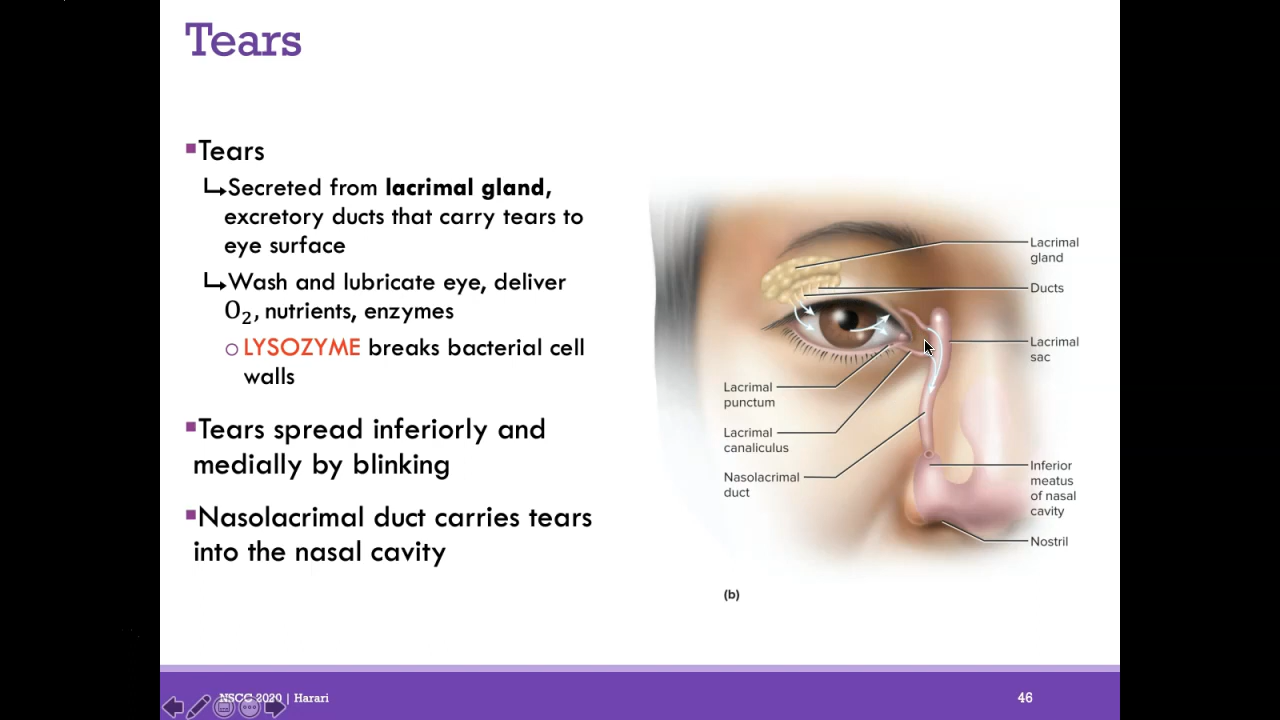 Tears
Tears
Secreted from lacrimal gland,
excretory ducts that carry tears to
eye surface
Wash and lubricate eye, deliver
O₂, nutrients, enzymes
LYSOZYME breaks bacterial cell
walls
Tears spread inferiorly and
medially by blinking
Nasolacrimal duct carries tears
into the nasal cavity
Lacrimal
gland
Ducts
Lacrimal
sac
Lacrimal
punctum
Lacrimal
canaliculus
Nasolacrimal
duct
Inferior
meatus
of nasal
cavity
Nostril
(b)
NSCC 2020 | Harari
46